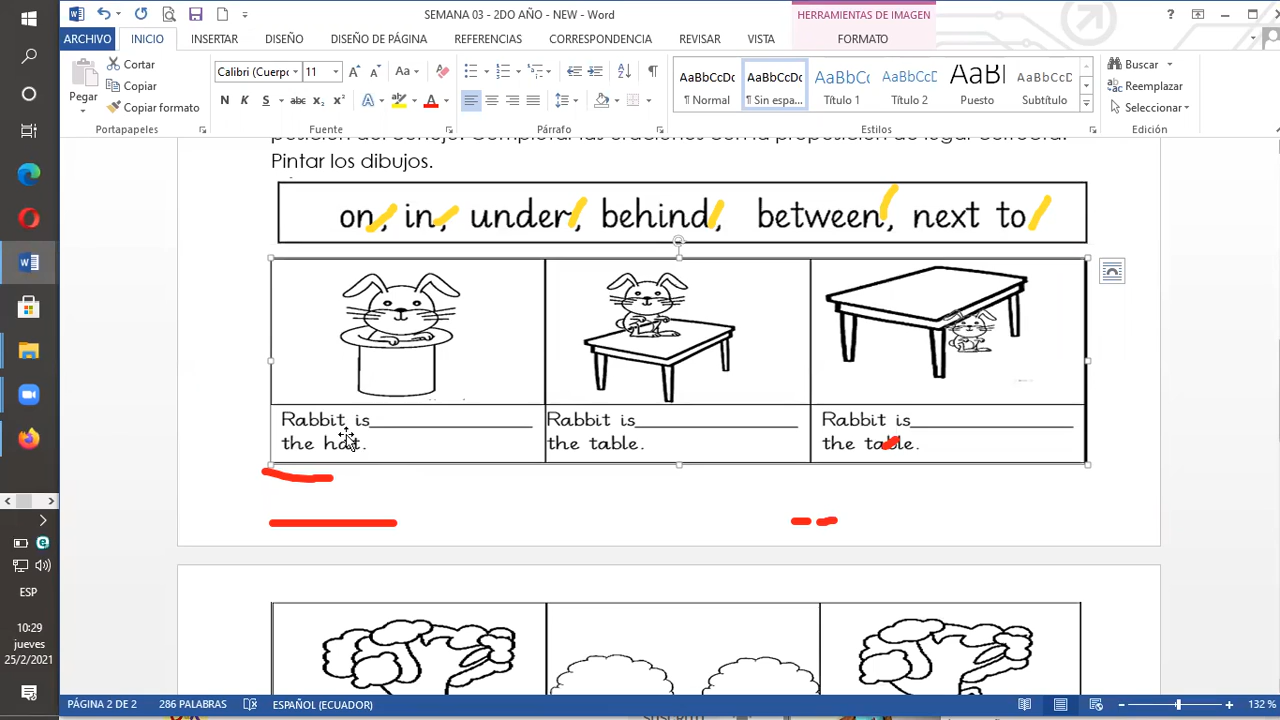 SEMANA 03 - 2DO AÑO - NEW - Word
HERRAMIENTAS DE IMAGEN
ARCHIVO INICIO INSERTAR DISEÑO DISEÑO DE PÁGINA REFERENCIAS CORRESPONDENCIA REVISAR VISTA FORMATO
Pegar
Cortar
Copiar
Copiar formato
Portapapeles
Calibri (Cuerpo 11
N K S abc x₂ x²
Fuente
Párrafo
AaBbCcDc AaBbCcDc AaBbCc AaBbCcD AaB AaBbCcD
¶ Normal ¶ Sin espa... Título 1 Título 2 Puesto Subtítulo
Estilos
Buscar
Reemplazar
Seleccionar
Edición
Pintar los dibujos.
on, in, under, behind, between, next to
Rabbit is
the hat.
Rabbit is
the table.
Rabbit is
the table.
ESP
10:29
jueves
25/2/2021
PÁGINA 2 DE 2 286 PALABRAS ESPAÑOL (ECUADOR) 132 %